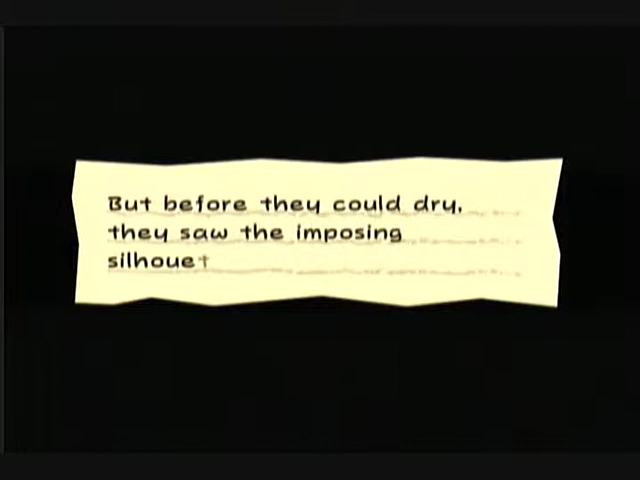 But before they could dry,
they saw the imposing
silhouet